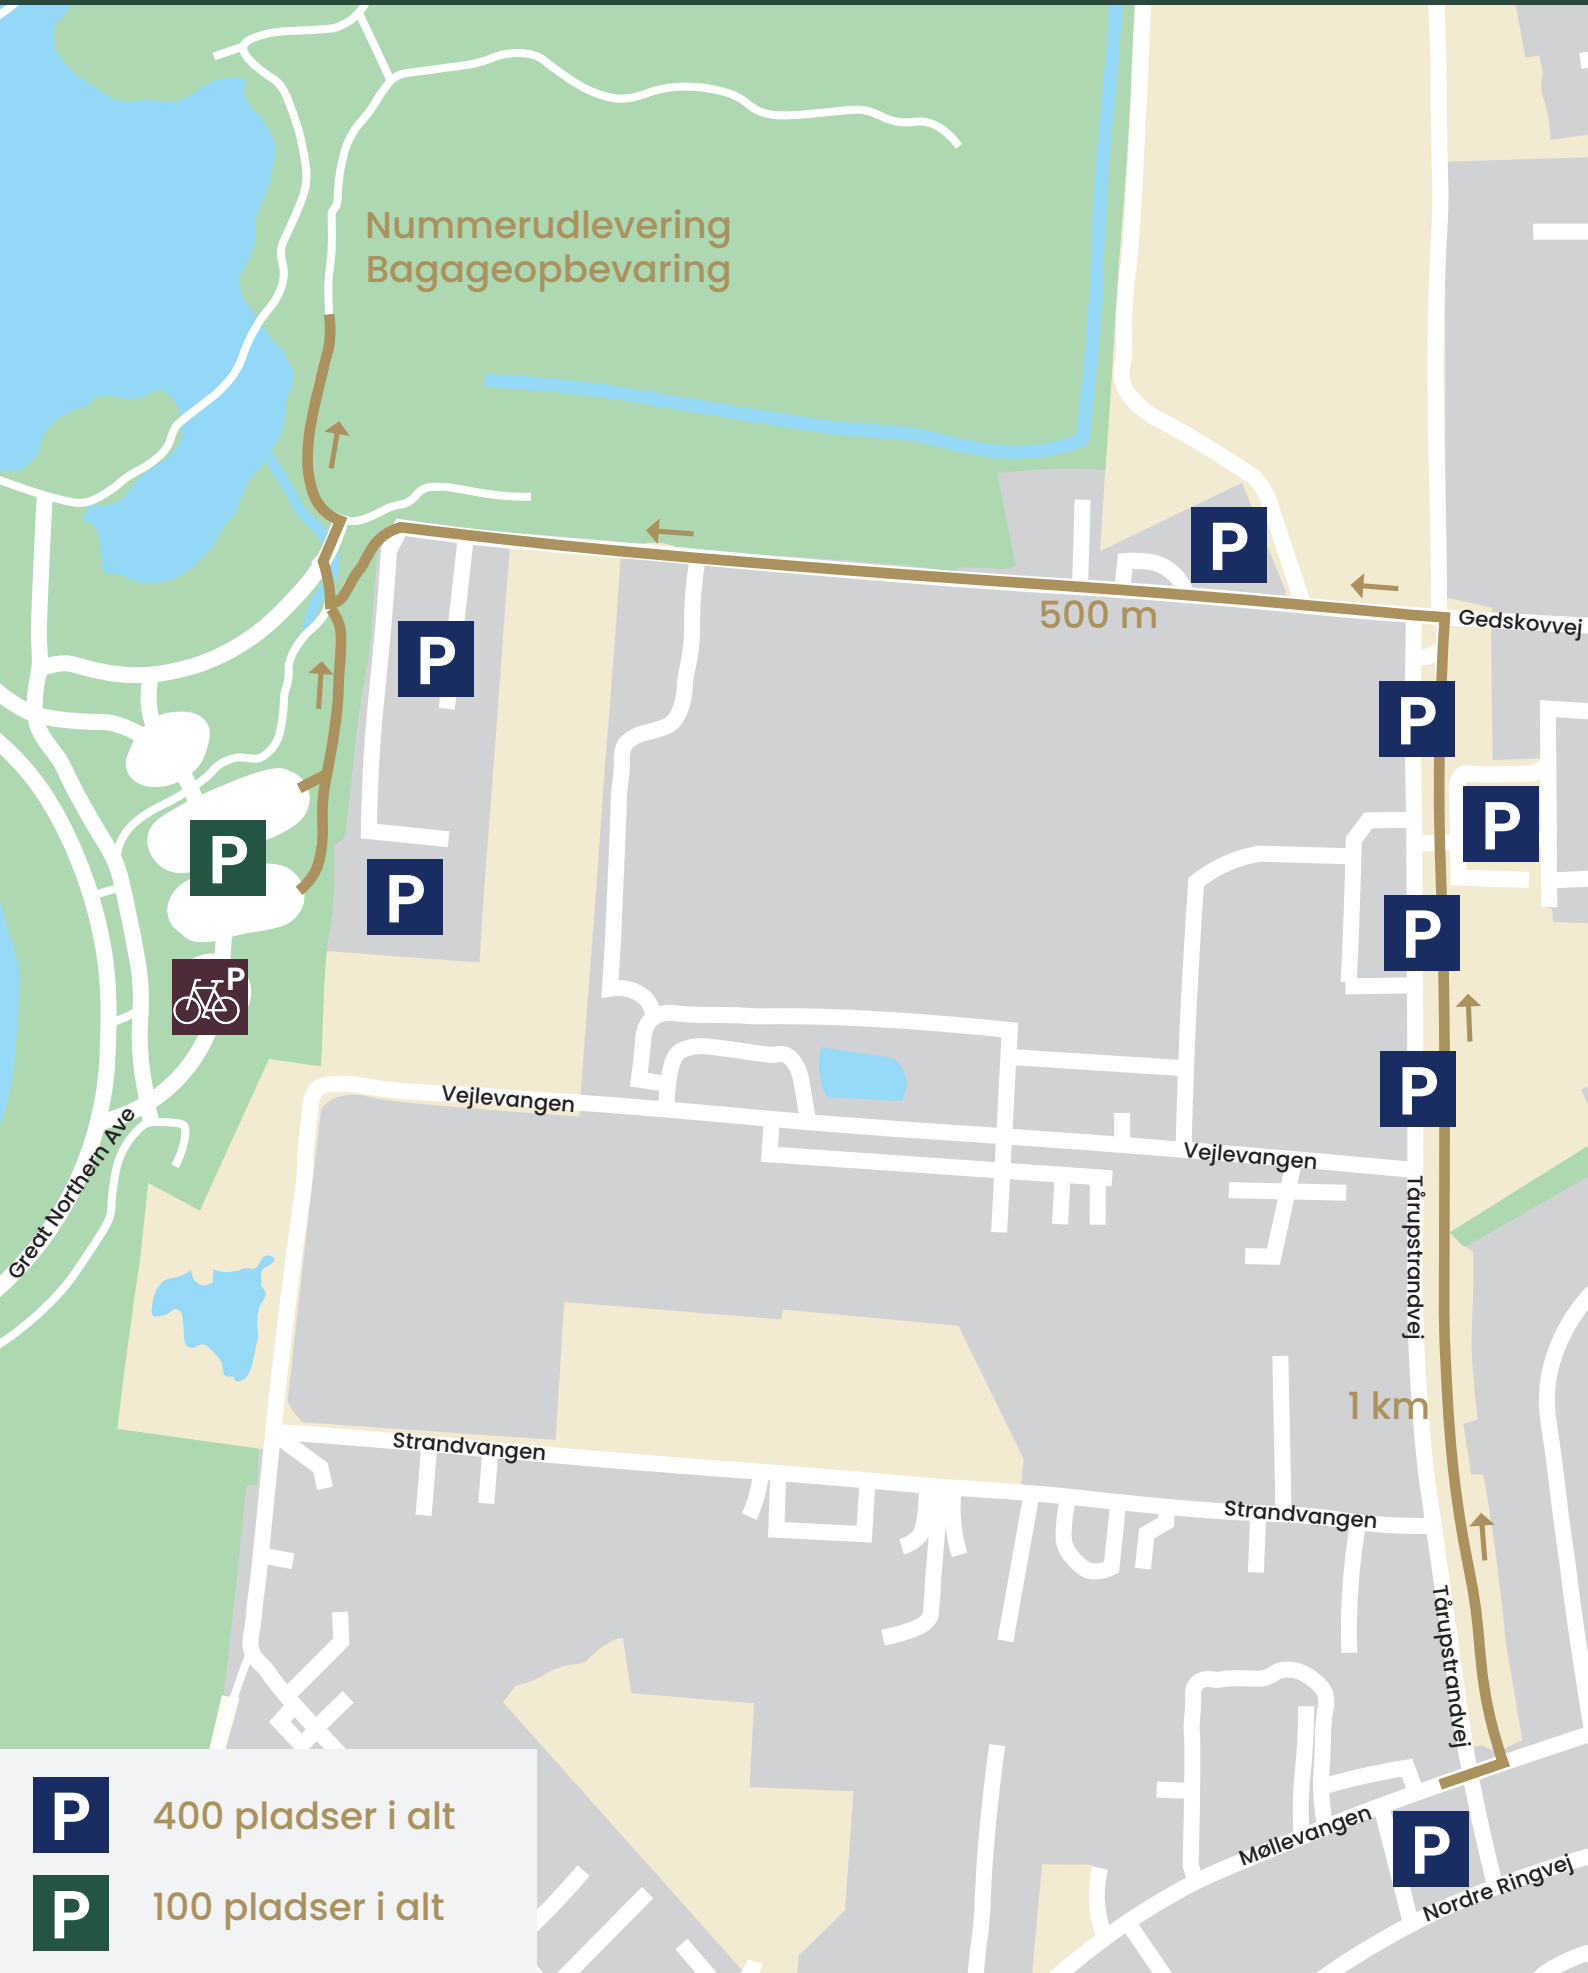 Nummerudlevering
Bagageopbevaring
P
500 m
Gedskovvej
P
P
P
P
P
P
P
P
P
Vejlevangen
Vejlevangen
Great Northern Ave
Tårupstrandvej
1 km
Strandvangen
Strandvangen
Tårupstrandvej
Møllevangen
P
Nordre Ringvej
P 400 pladser i alt
P 100 pladser i alt